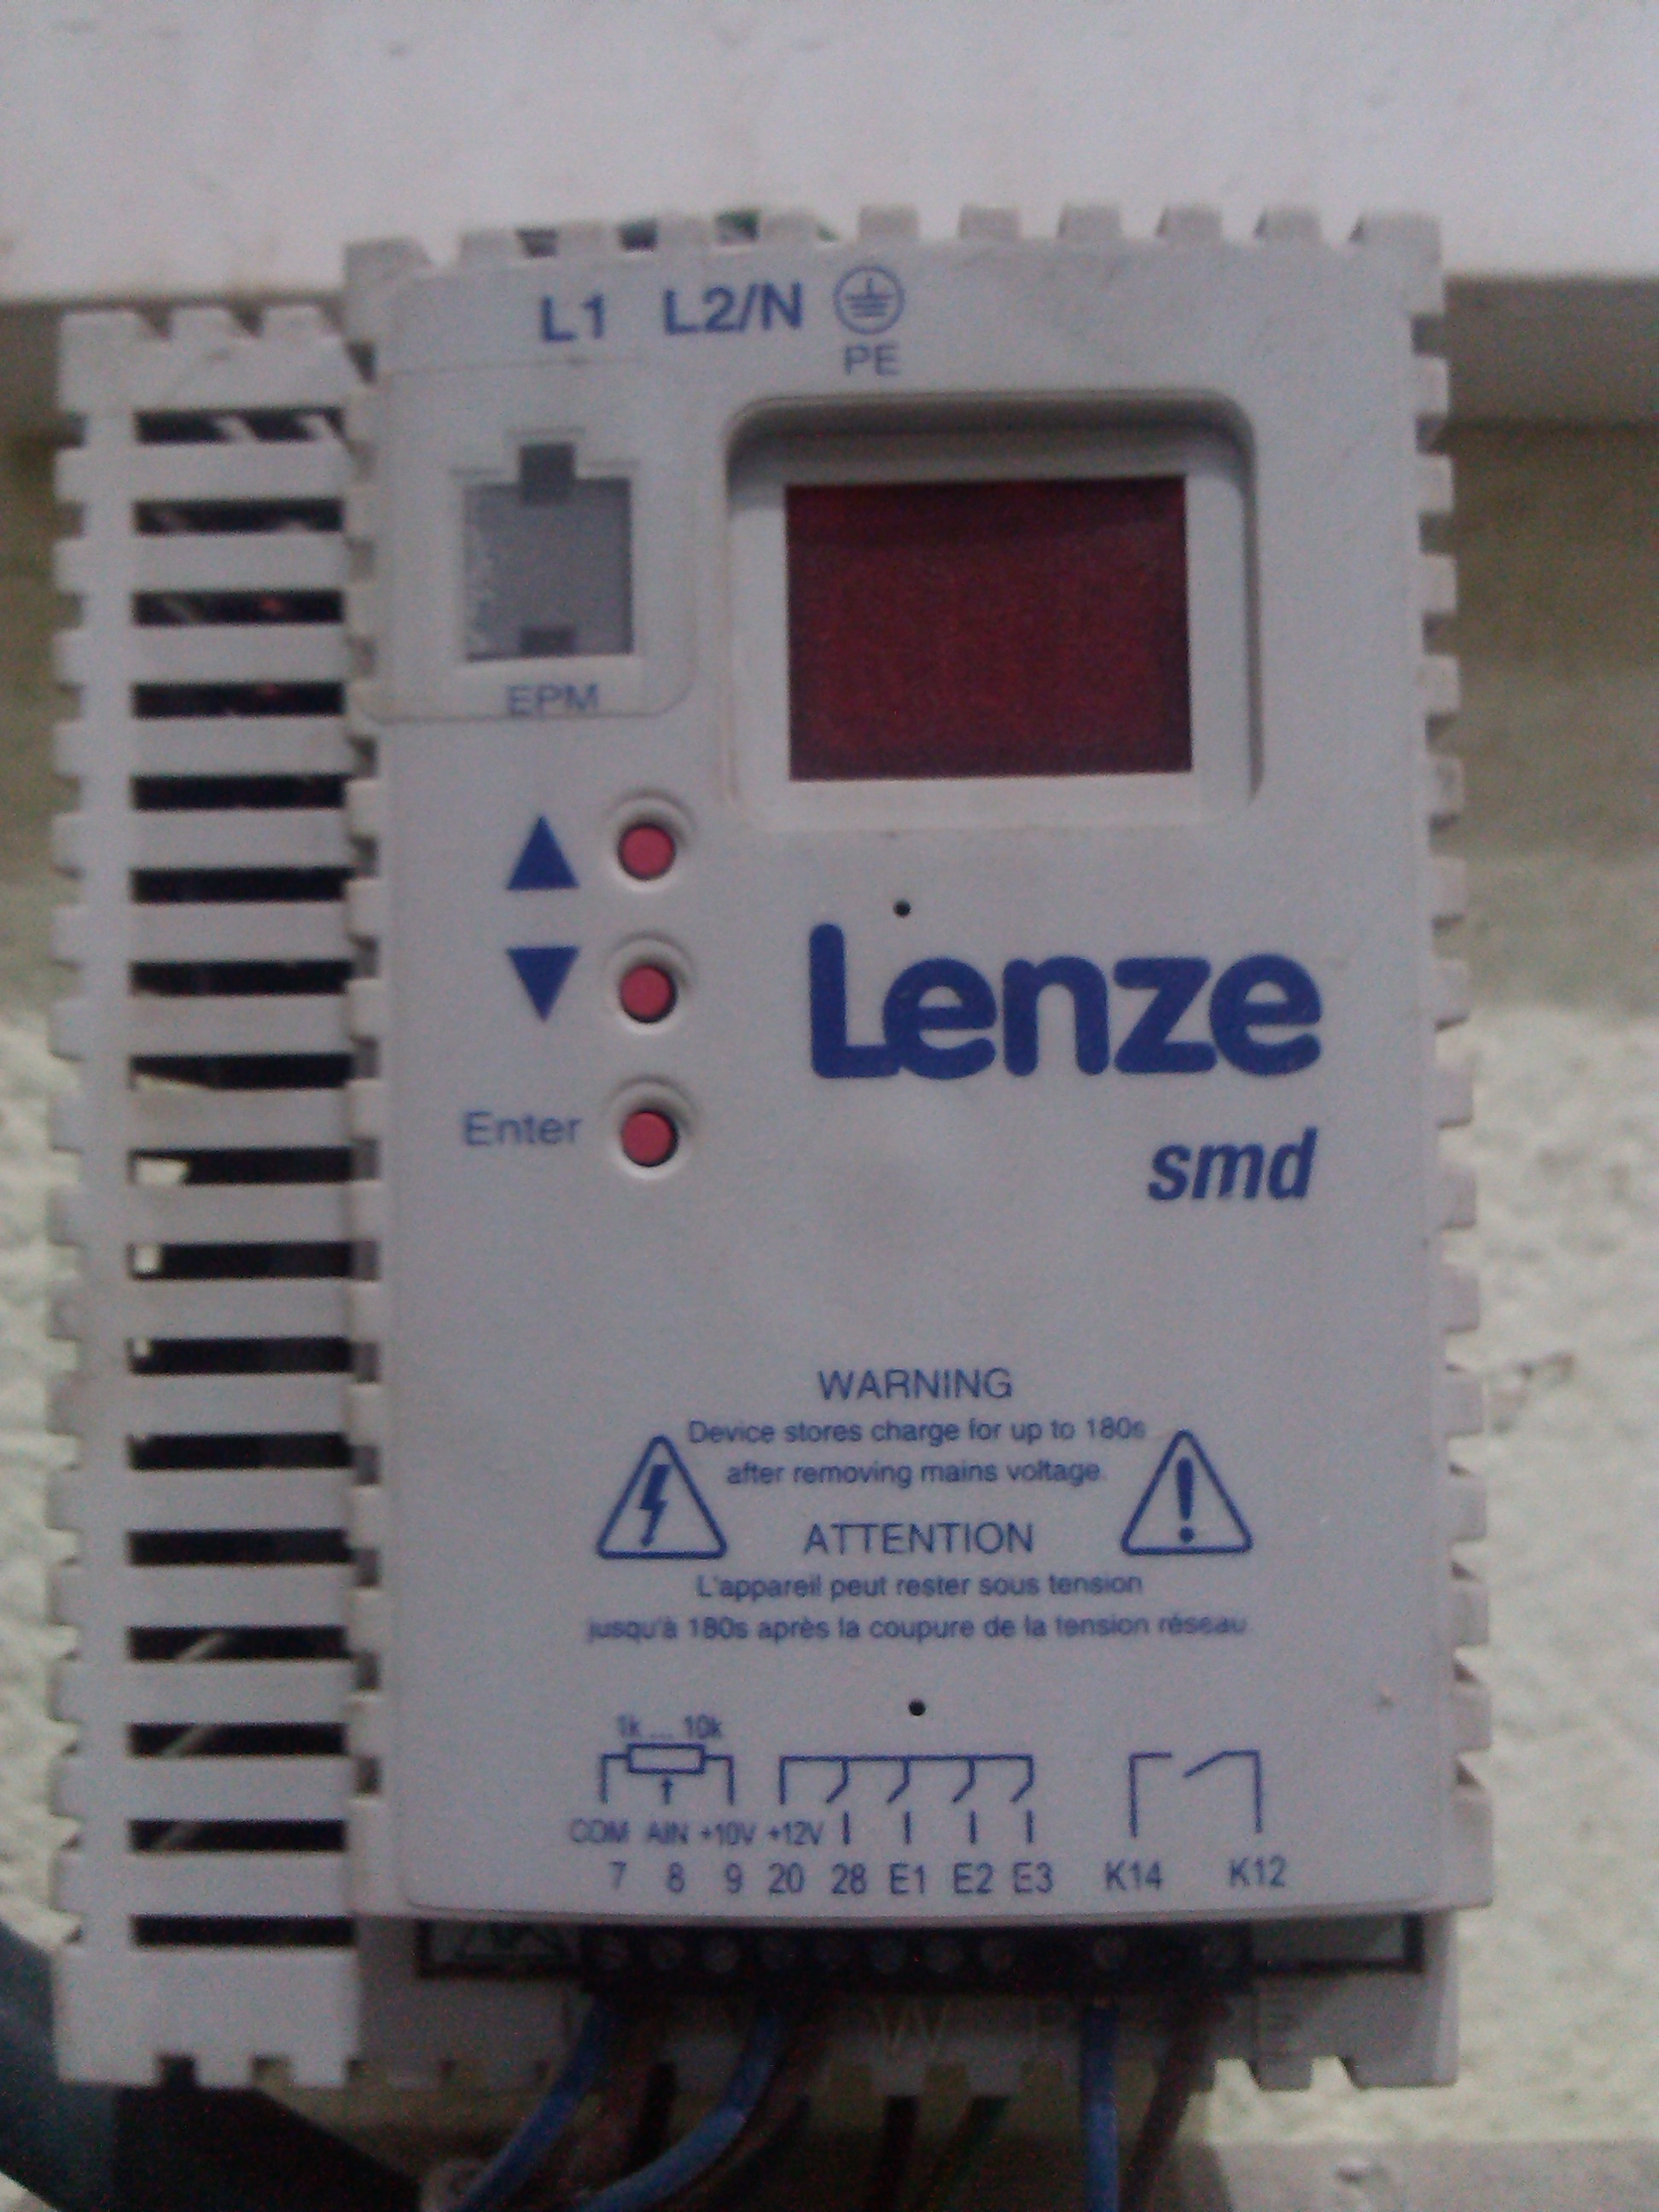 L1 L2/N
PE
EPM
Lenze
Enter
smd
WARNING
Device stores charge for up to 180s
after removing mains voltage.
ATTENTION
L'appareil peut rester sous tension
jusqu'à 180s après la coupure de la tension réseau
1k ... 10k
COM AIN +10V +12V
7 8 9 20 28 E1 E2 E3 K14 K12
W PE